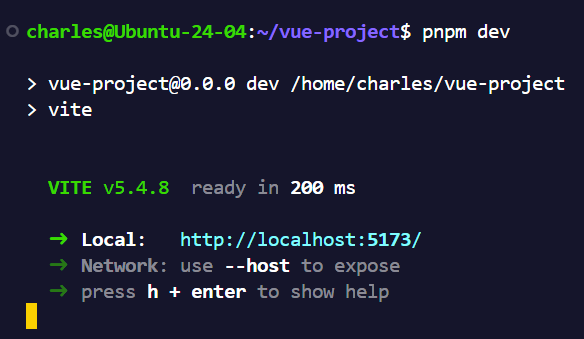 charles@Ubuntu-24-04:~/vue-project$ pnpm dev
> vue-project@0.0.0 dev /home/charles/vue-project
> vite
VITE v5.4.8 ready in 200 ms
➜ Local: http://localhost:5173/
➜ Network: use --host to expose
➜ press h + enter to show help